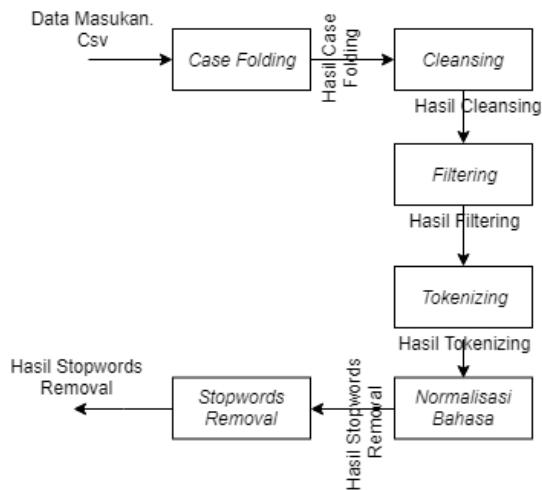 Data Masukan.
Csv
Case Folding
Hasil Case
Folding
Cleansing
Hasil Cleansing
Filtering
Hasil Filtering
Tokenizing
Hasil Tokenizing
Normalisasi
Bahasa
Hasil Stopwords
Removal
Stopwords
Removal
Hasil Stopwords
Removal